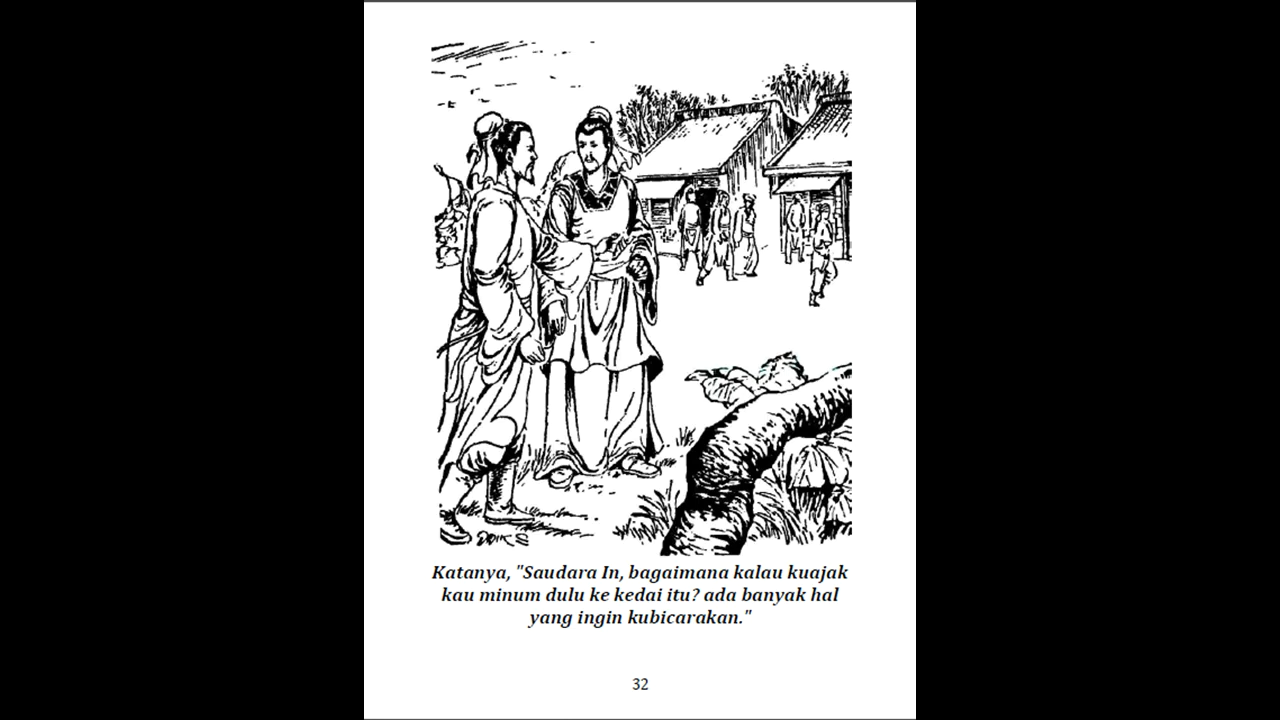 Katanya, "Saudara In, bagaimana kalau kuajak
kau minum dulu ke kedai itu? ada banyak hal
yang ingin kubicarakan."
32